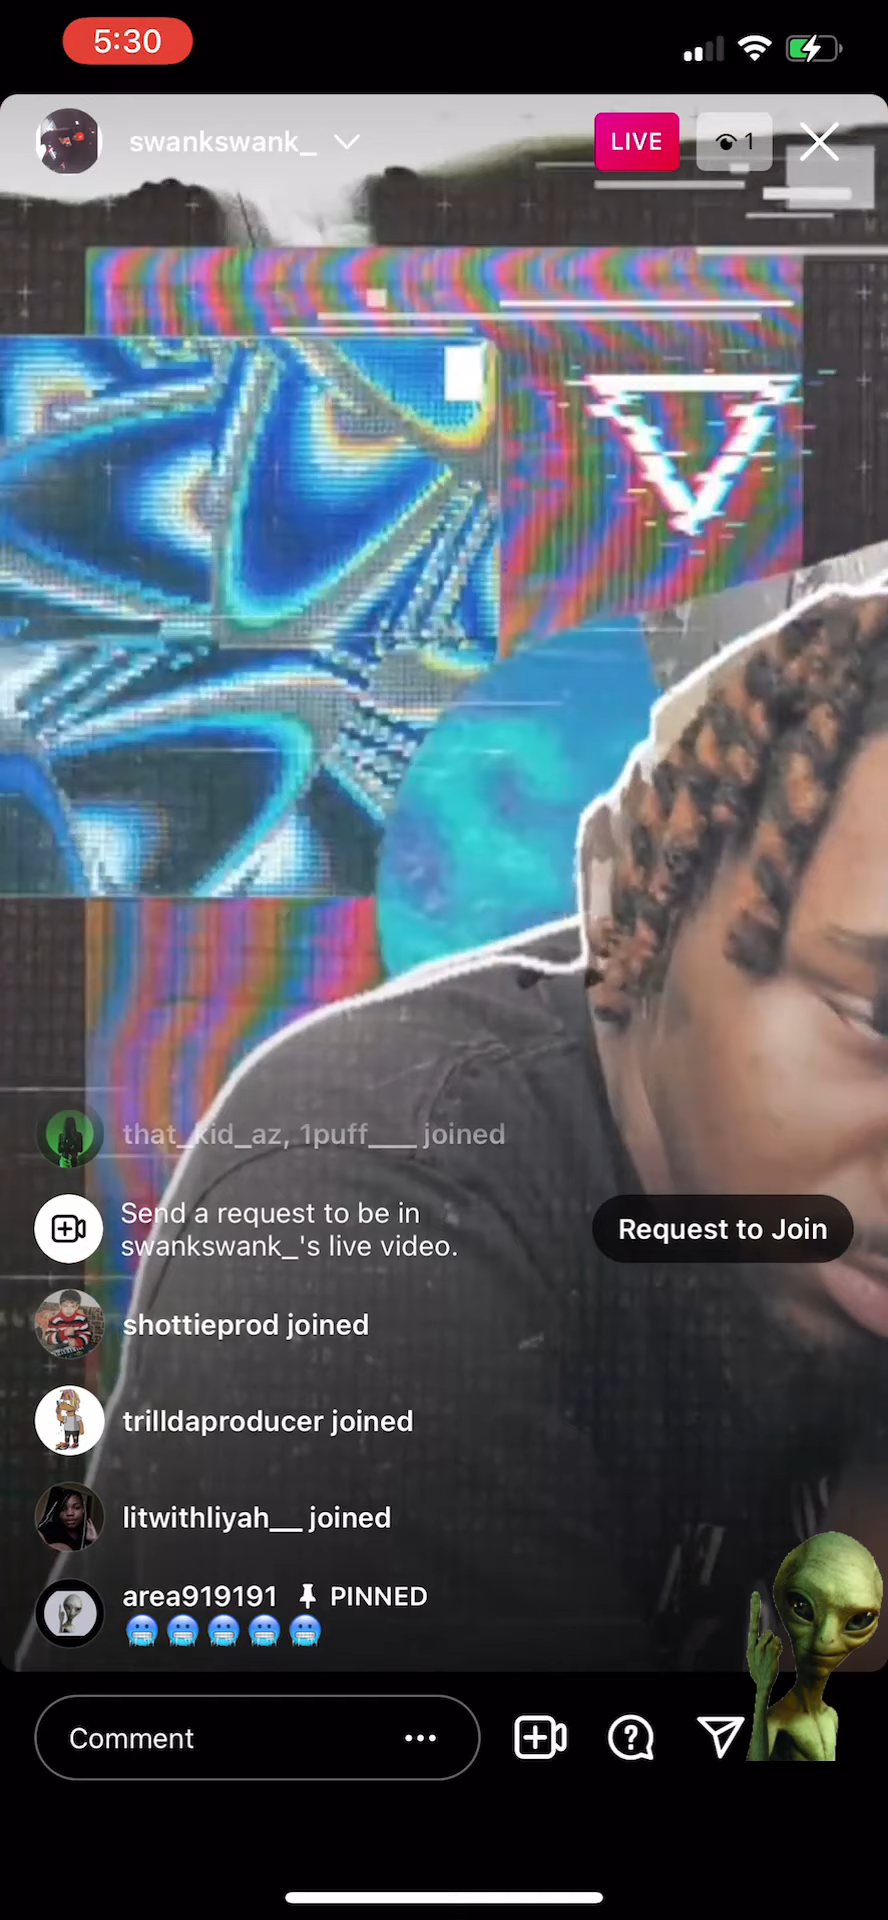 5:30
swankswank_
LIVE
1
that_kid_az, 1puff___ joined
Send a request to be in
swankswank_'s live video.
Request to Join
shottieprod joined
trilldaproducer joined
litwithliyah__ joined
area919191 PINNED
🥶🥶🥶🥶🥶
Comment